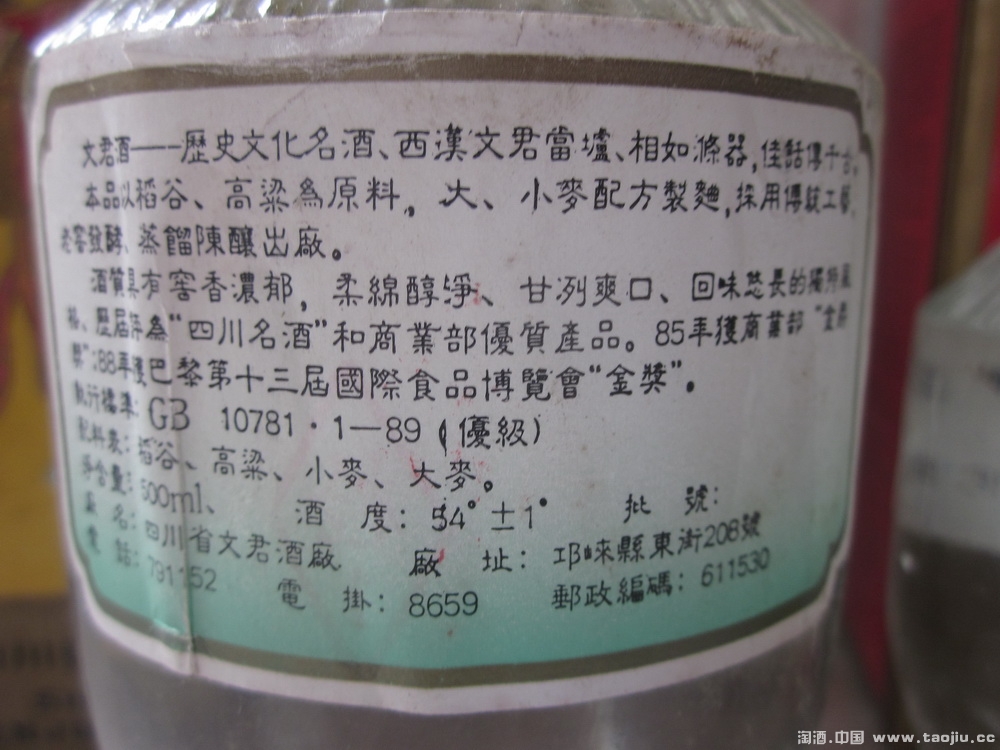 文君酒——歷史文化名酒、西漢文君當壚、相如滌器,佳話傳千古。
本品以稻谷、高粱為原料,大、小麥配方製麯,採用傳統工藝,
老窖發酵、蒸餾陳釀出廠。
酒質具有窖香濃郁,柔綿醇淨、甘洌爽口、回味悠長的獨特風
格、歷屆評為"四川名酒"和商業部優質產品。85年獲商業部"金爵
獎";88年獲巴黎第十三屆國際食品博覽會"金獎"。
執行標準:GB 10781·1—89(優級)
配料表:稻谷、高粱、小麥、大麥。
淨含量:500ml、 酒 度:54°±1° 批 號:
廠 名:四川省文君酒廠 廠 址:邛崍縣東街208號
電 話:791152 電 掛:8659 郵政編碼:611530
淘酒.中国 www.taojiu.cc